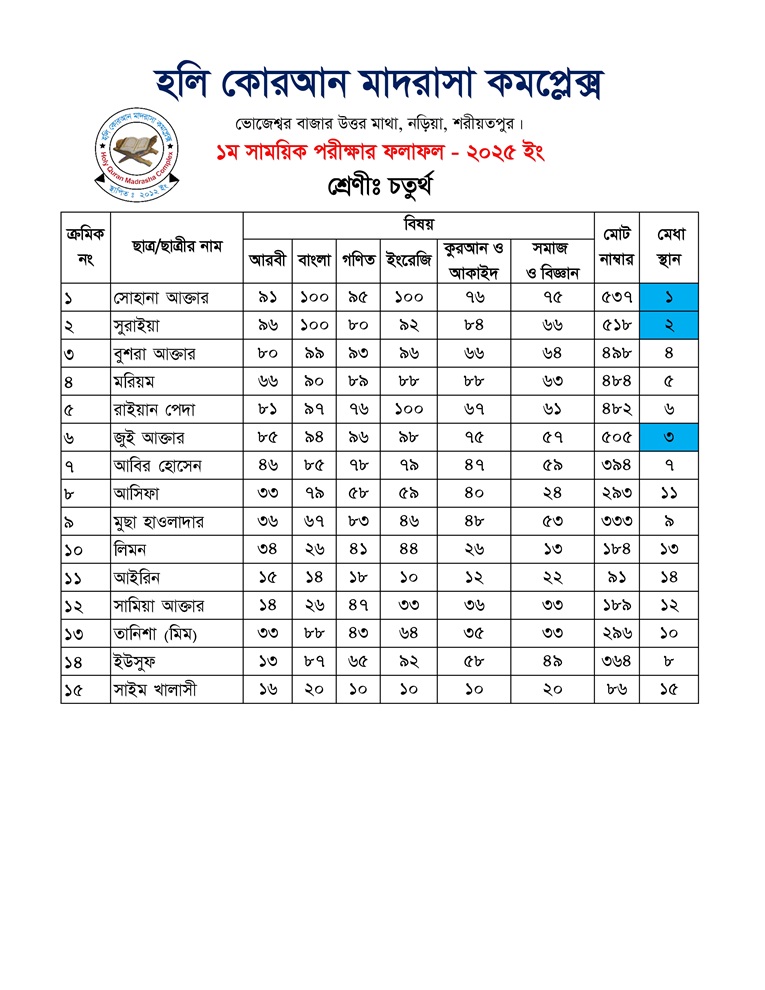 হলি কোরআন মাদরাসা কমপ্লেক্স
হলি কোরআন মাদরাসা কমপ্লেক্স
Holy Quran Madrasha Complex
স্থাপিত ঃ ২০১২ ইং
ভোজেশ্বর বাজার উত্তর মাথা, নড়িয়া, শরীয়তপুর।
১ম সাময়িক পরীক্ষার ফলাফল - ২০২৫ ইং
শ্রেণীঃ চতুর্থ
ক্রমিক নং ছাত্র/ছাত্রীর নাম বিষয় মোট নাম্বার মেধা স্থান
আরবী বাংলা গণিত ইংরেজি কুরআন ও আকাইদ সমাজ ও বিজ্ঞান
১ সোহানা আক্তার ৯১ ১০০ ৯৫ ১০০ ৭৬ ৭৫ ৫৩৭ ১
২ সুরাইয়া ৯৬ ১০০ ৮০ ৯২ ৮৪ ৬৬ ৫১৮ ২
৩ বুশরা আক্তার ৮০ ৯৯ ৯৩ ৯৬ ৬৬ ৬৪ ৪৯৮ ৪
৪ মরিয়ম ৬৬ ৯০ ৮৯ ৮৮ ৮৮ ৬৩ ৪৮৪ ৫
৫ রাইয়ান পেদা ৮১ ৯৭ ৭৬ ১০০ ৬৭ ৬১ ৪৮২ ৬
৬ জুই আক্তার ৮৫ ৯৪ ৯৬ ৯৮ ৭৫ ৫৭ ৫০৫ ৩
৭ আবির হোসেন ৪৬ ৮৫ ৭৮ ৭৯ ৪৭ ৫৯ ৩৯৪ ৭
৮ আসিফা ৩৩ ৭৯ ৫৮ ৫৯ ৪০ ২৪ ২৯৩ ১১
৯ মুছা হাওলাদার ৩৬ ৬৭ ৮৩ ৪৬ ৪৮ ৫৩ ৩৩৩ ৯
১০ লিমন ৩৪ ২৬ ৪১ ৪৪ ২৬ ১৩ ১৮৪ ১৩
১১ আইরিন ১৫ ১৪ ১৮ ১০ ১২ ২২ ৯১ ১৪
১২ সামিয়া আক্তার ১৪ ২৬ ৪৭ ৩৩ ৩৬ ৩৩ ১৮৯ ১২
১৩ তানিশা (মিম) ৩৩ ৮৮ ৪৩ ৬৪ ৩৫ ৩৩ ২৯৬ ১০
১৪ ইউসুফ ১৩ ৮৭ ৬৫ ৯২ ৫৮ ৪৯ ৩৬৪ ৮
১৫ সাইম খালাসী ১৬ ২০ ১০ ১০ ১০ ২০ ৮৬ ১৫